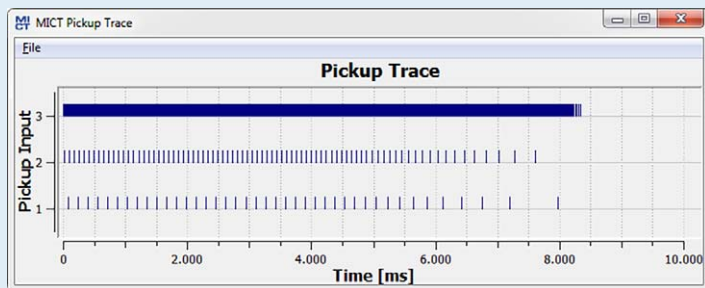 MICT MICT Pickup Trace
File
Pickup Trace
Pickup Input
3
2
1
0 2.000 4.000 6.000 8.000 10.000
Time [ms]